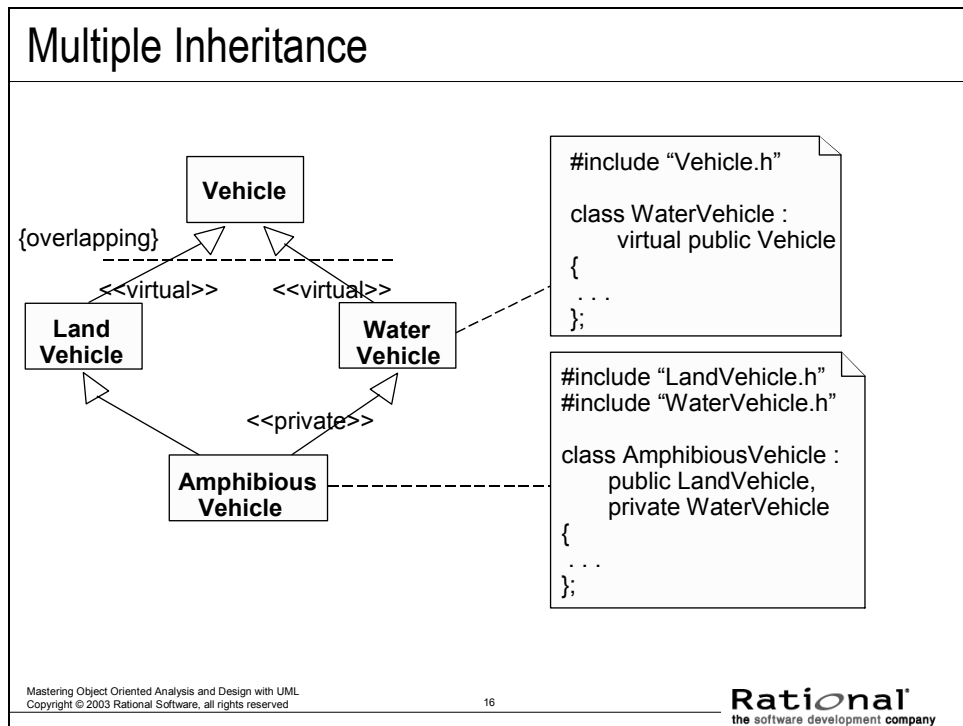 Multiple Inheritance
Vehicle
{overlapping}
<<virtual>>
<<virtual>>
Land
Vehicle
Water
Vehicle
<<private>>
Amphibious
Vehicle
#include “Vehicle.h”
class WaterVehicle :
virtual public Vehicle
{
. . .
};
#include “LandVehicle.h”
#include “WaterVehicle.h”
class AmphibiousVehicle :
public LandVehicle,
private WaterVehicle
{
. . .
};
Mastering Object Oriented Analysis and Design with UML
Copyright © 2003 Rational Software, all rights reserved
16
Rational
the software development company